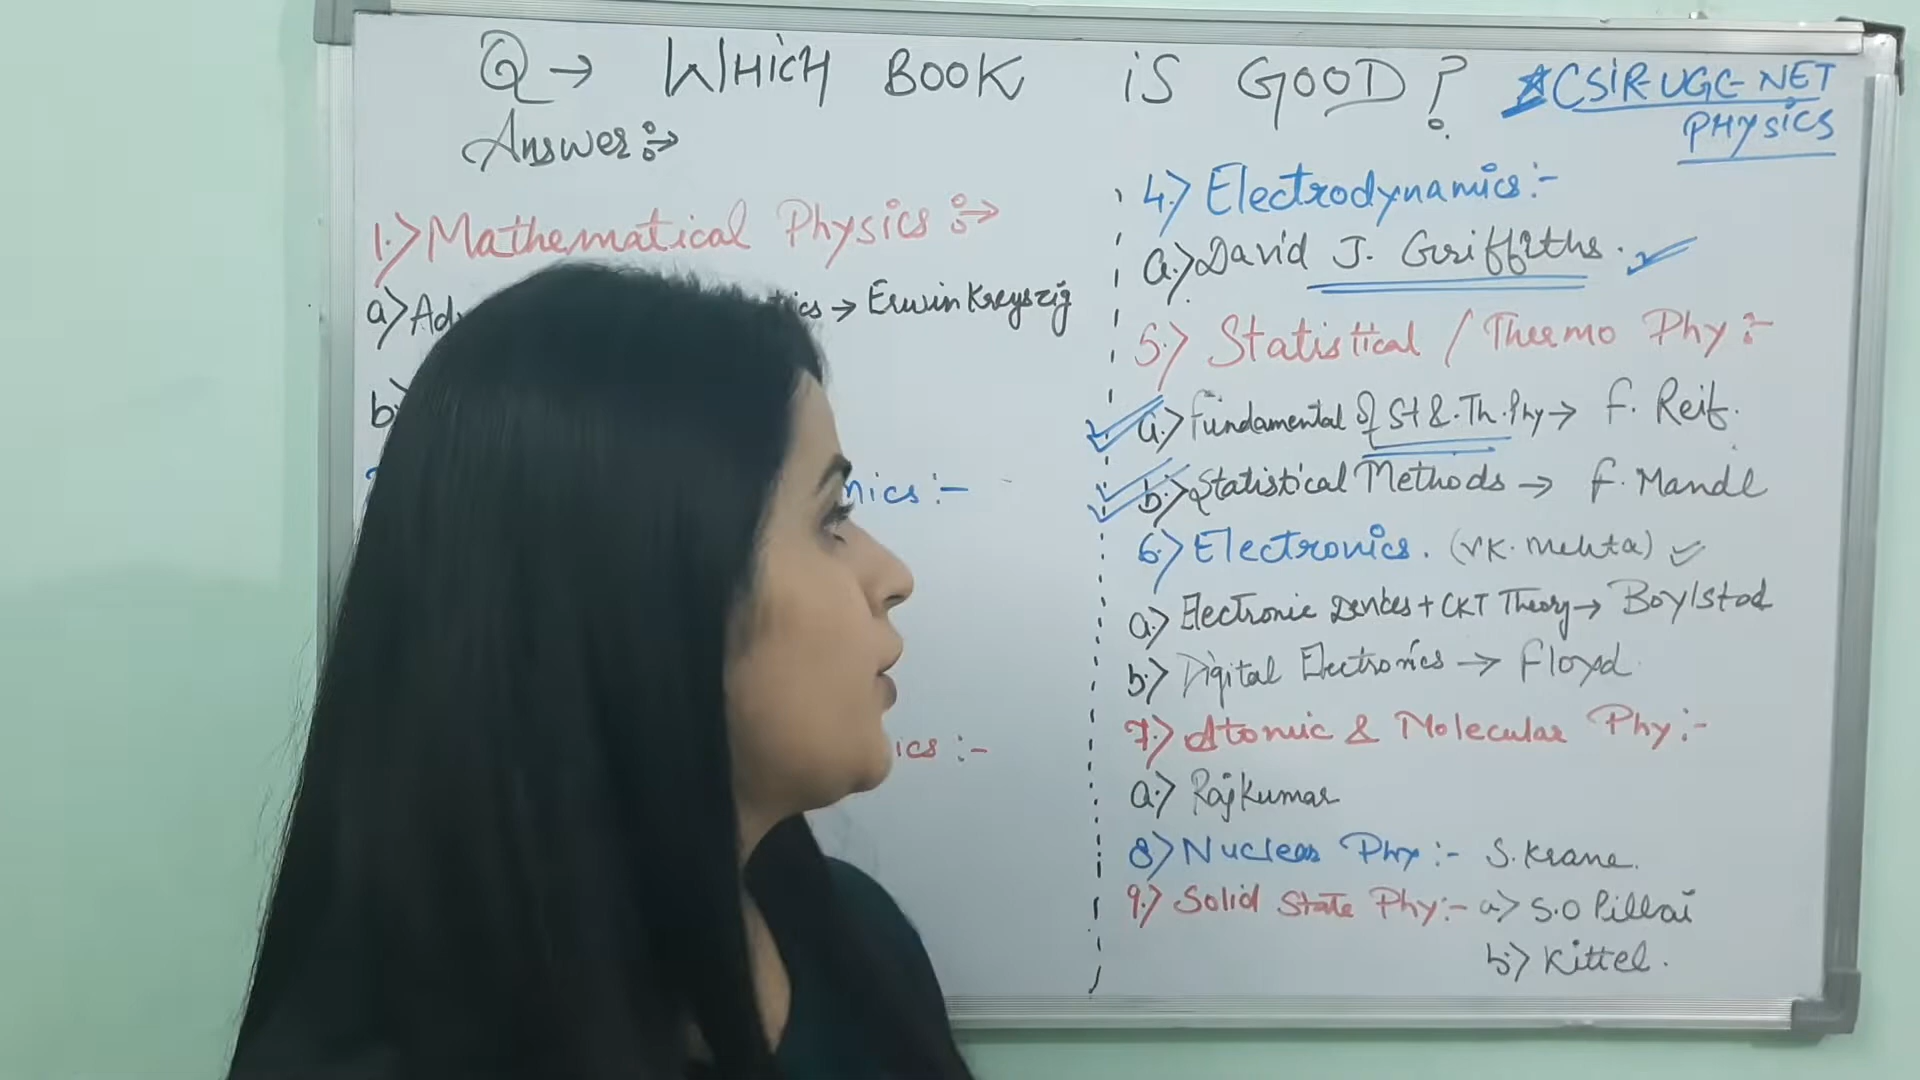 Q → WHICH BOOK IS GOOD?
*CSIR-UGC-NET
PHYSICS
Answer :→
1.) Mathematical Physics :→
a) Ad ics → Erwin Kreyszig
b)
nics :-
ics :-
4.) Electrodynamics :-
a.) David J. Griffiths.
5.) Statistical / Thermo Phy :-
a.) Fundamental of St & Th. Phy → F. Reif.
b.) Statistical Methods → F. Mandl
6.) Electronics. (VK. Mehta)
a.) Electronic Devices + CKT Theory → Boylstad
b.) Digital Electronics → Floyd.
7.) Atomic & Molecular Phy :-
a.) Rajkumar
8) Nuclear Phy :- S. Krane.
9.) Solid State Phy :- a) S.O Pillai
b) Kittel.